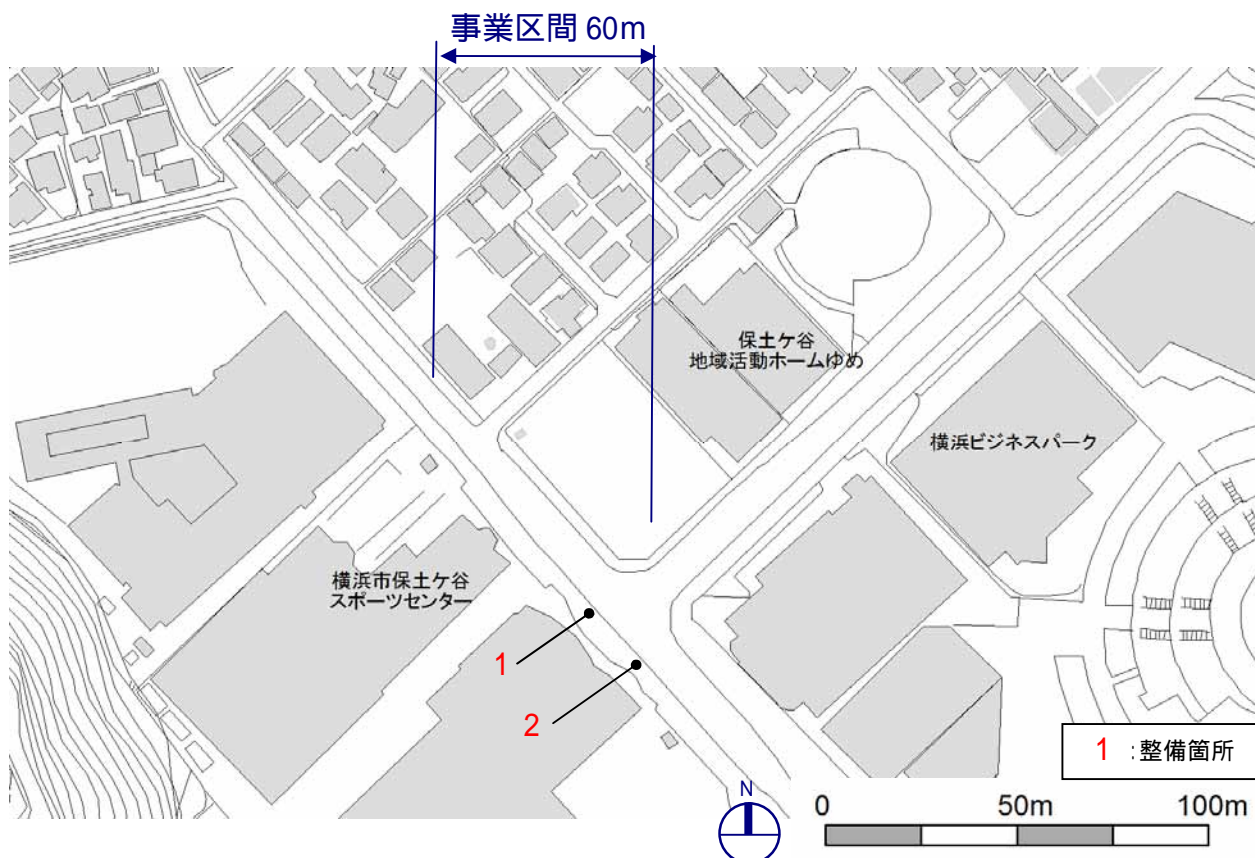 事業区間 60m
保土ケ谷
地域活動ホームゆめ
横浜ビジネスパーク
横浜市保土ケ谷
スポーツセンター
1
2
1 :整備箇所
N
0 50m 100m